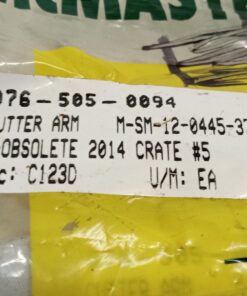 076-505-0094
UTTER ARM M-SM-12-0445-37
OBSOLETE 2014 CRATE #5
c: C123D U/M: EA